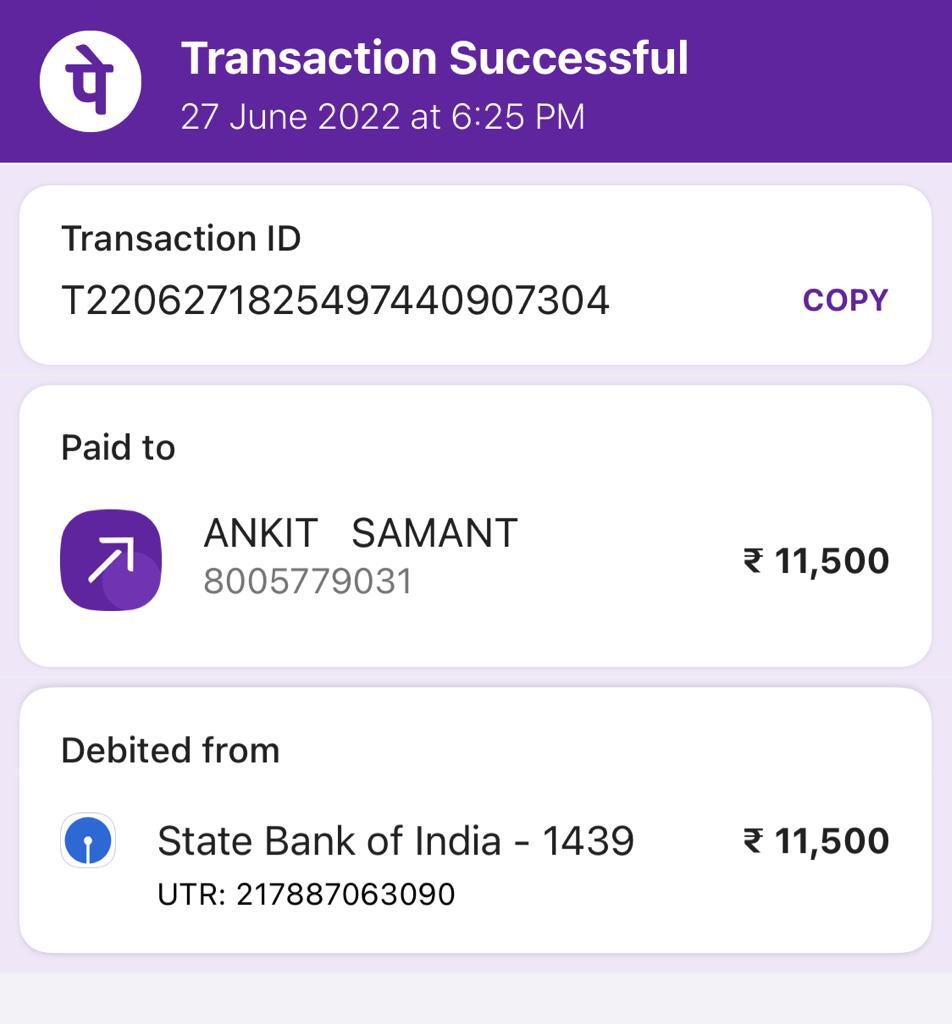 पे
Transaction Successful
27 June 2022 at 6:25 PM
Transaction ID
T2206271825497440907304
COPY
Paid to
ANKIT   SAMANT
8005779031
₹ 11,500
Debited from
State Bank of India - 1439
₹ 11,500
UTR: 217887063090